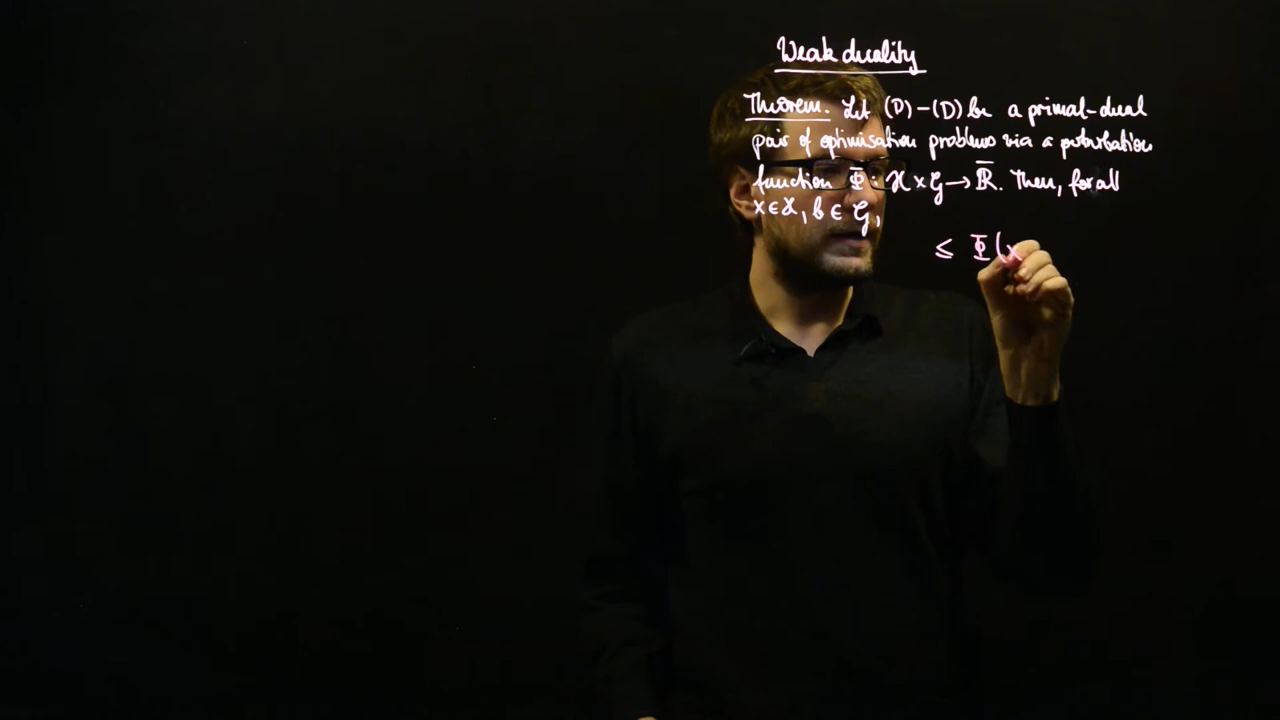 Weak duality
Theorem. Let (P)-(D) be a primal-dual
pair of optimisation problems via a perturbation
function Φ: X × G → R̅. Then, for all
x ∈ X, b ∈ G,
≤ Φ(x